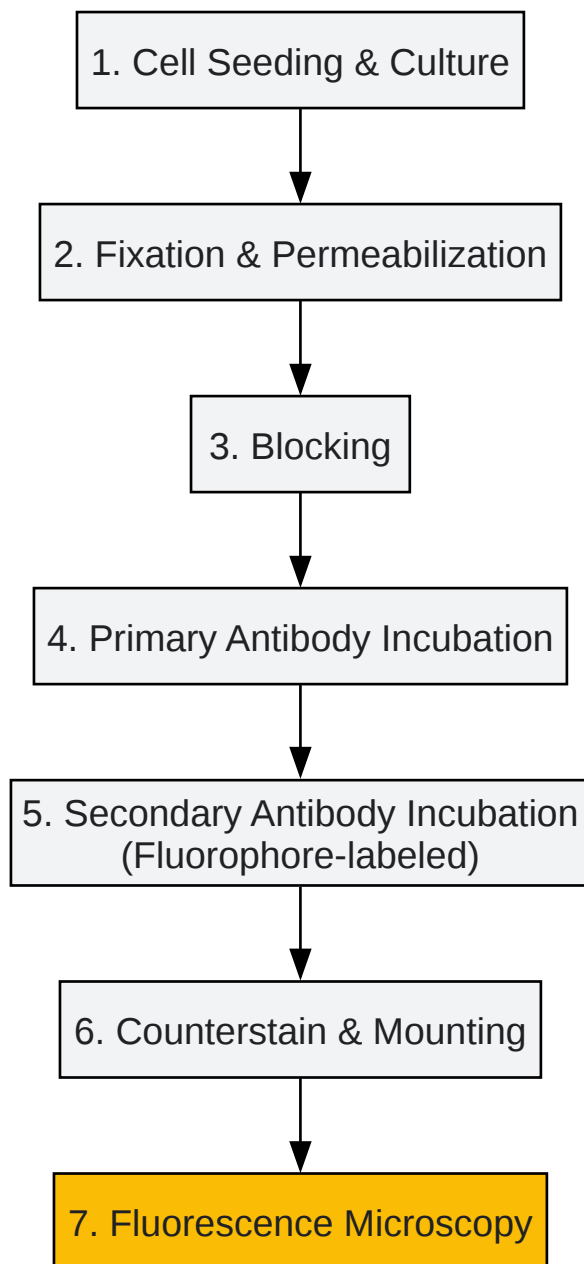 1. Cell Seeding & Culture
2. Fixation & Permeabilization
3. Blocking
4. Primary Antibody Incubation
5. Secondary Antibody Incubation
(Fluorophore-labeled)
6. Counterstain & Mounting
7. Fluorescence Microscopy